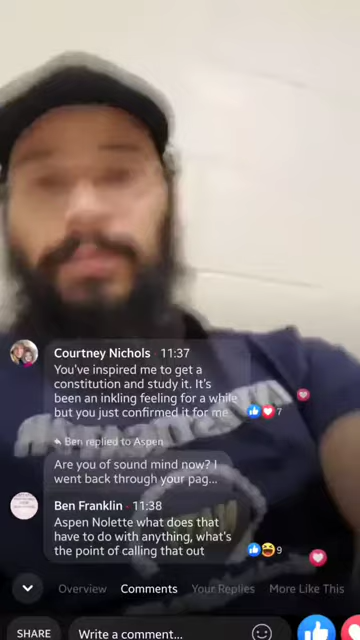 Courtney Nichols · 11:37
You've inspired me to get a
constitution and study it. It's
been an inkling feeling for a while
but you just confirmed it for me
7
Ben replied to Aspen
Are you of sound mind now? I
went back through your pag...
Ben Franklin · 11:38
Aspen Nolette what does that
have to do with anything, what's
the point of calling that out
9
Overview Comments Your Replies More Like This
SHARE Write a comment...